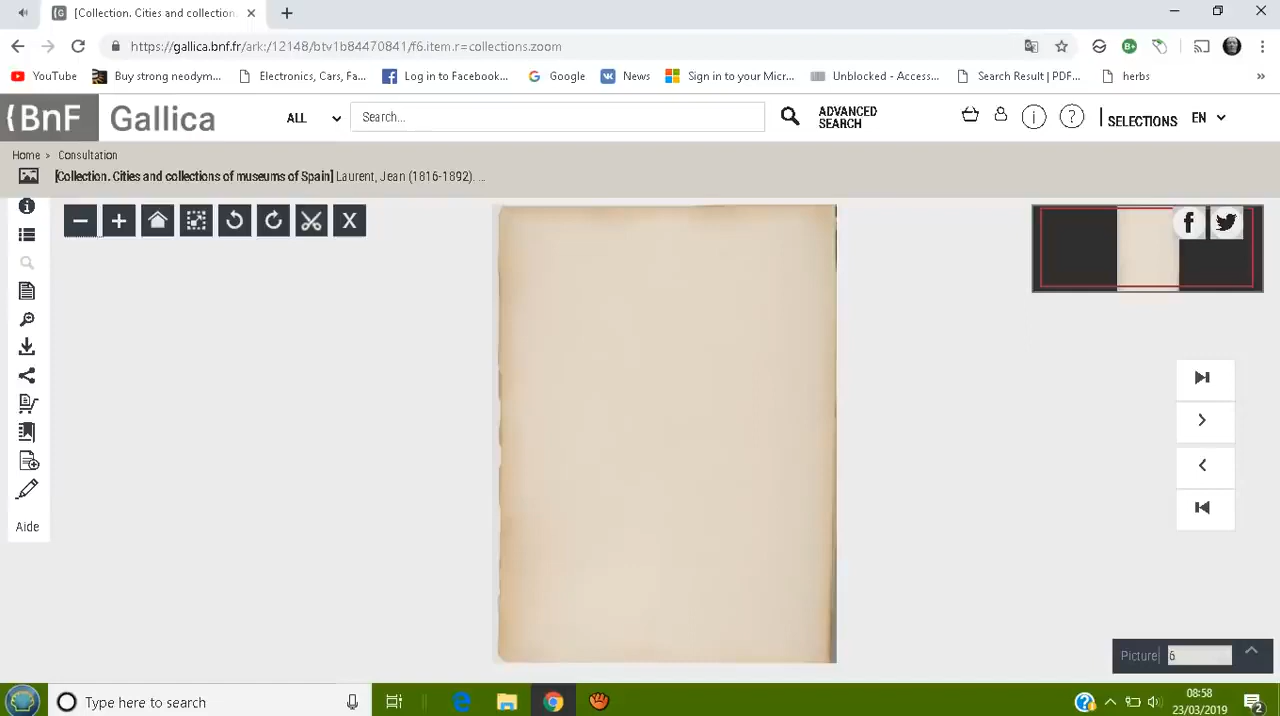 [Collection. Cities and collection
https://gallica.bnf.fr/ark:/12148/btv1b84470841/f6.item.r=collections.zoom
YouTube
Buy strong neodym...
Electronics, Cars, Fa...
Log in to Facebook...
Google
News
Sign in to your Micr...
Unblocked - Access...
Search Result | PDF...
herbs
»
{BnF Gallica
ALL
Search...
ADVANCED SEARCH
SELECTIONS
EN
Home > Consultation
[Collection. Cities and collections of museums of Spain] Laurent, Jean (1816-1892). ...
X
Aide
Picture 6
Type here to search
08:58
23/03/2019
2